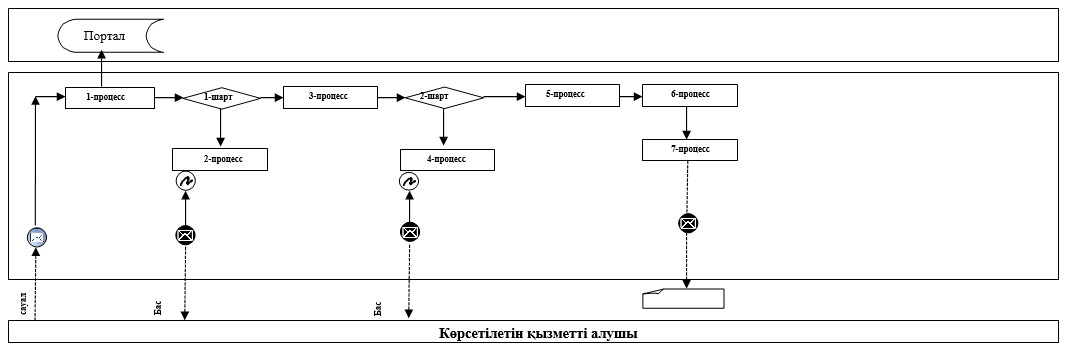 Портал
1-процесс
1-шарт
3-процесс
2-шарт
5-процесс
6-процесс
2-процесс
4-процесс
7-процесс
сауал
Бас
Бас
Көрсетілетін қызметті алушы